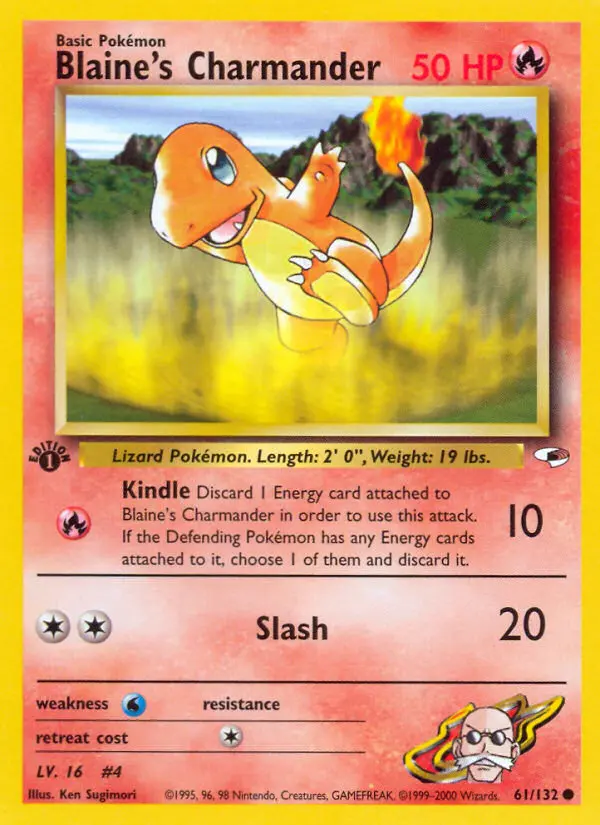 Basic Pokémon
Blaine's Charmander 50 HP
EDITION
1
Lizard Pokémon. Length: 2' 0", Weight: 19 lbs.
Kindle Discard 1 Energy card attached to
Blaine's Charmander in order to use this attack.
If the Defending Pokémon has any Energy cards
attached to it, choose 1 of them and discard it.
10
Slash 20
weakness resistance
retreat cost
LV. 16 #4
Illus. Ken Sugimori ©1995, 96, 98 Nintendo, Creatures, GAMEFREAK. ©1999-2000 Wizards. 61/132